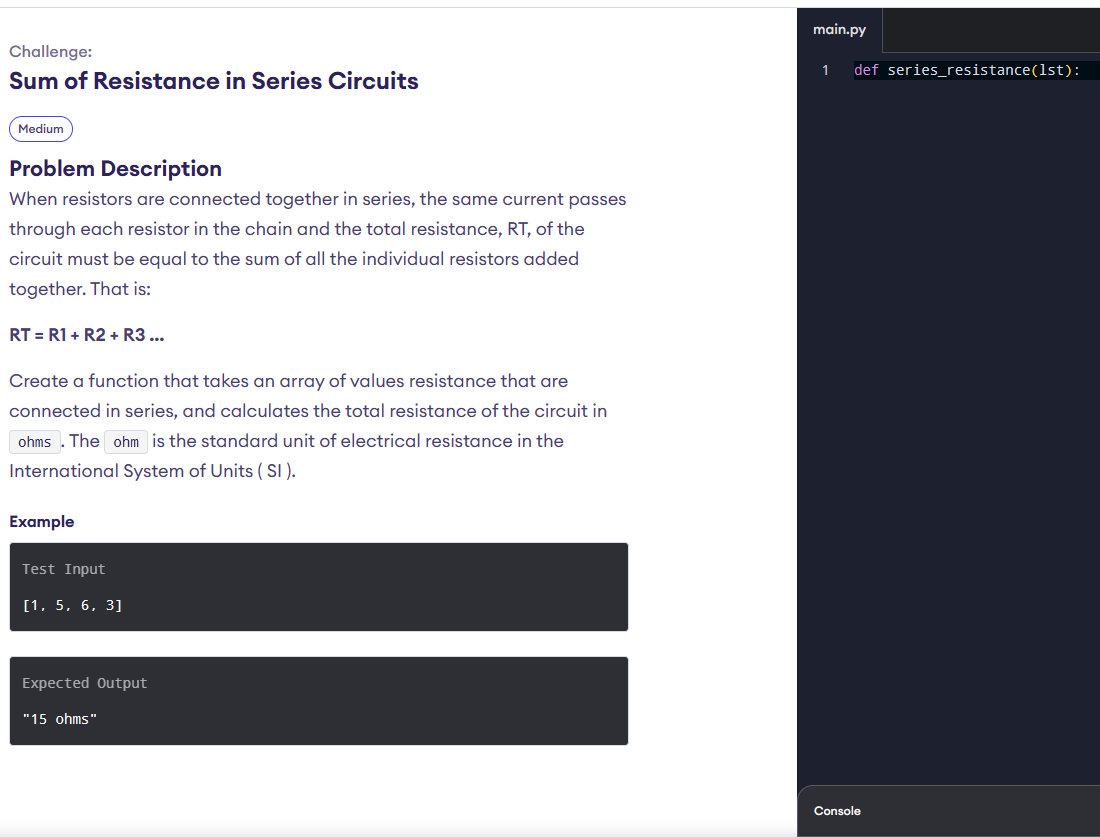 Challenge:
Sum of Resistance in Series Circuits
Medium
Problem Description
When resistors are connected together in series, the same current passes
through each resistor in the chain and the total resistance, RT, of the
circuit must be equal to the sum of all the individual resistors added
together. That is:
RT = R1 + R2 + R3 ...
Create a function that takes an array of values resistance that are
connected in series, and calculates the total resistance of the circuit in
ohms . The ohm is the standard unit of electrical resistance in the
International System of Units ( SI ).
Example
Test Input
[1, 5, 6, 3]
Expected Output
"15 ohms"
main.py
1 def series_resistance(lst):
Console